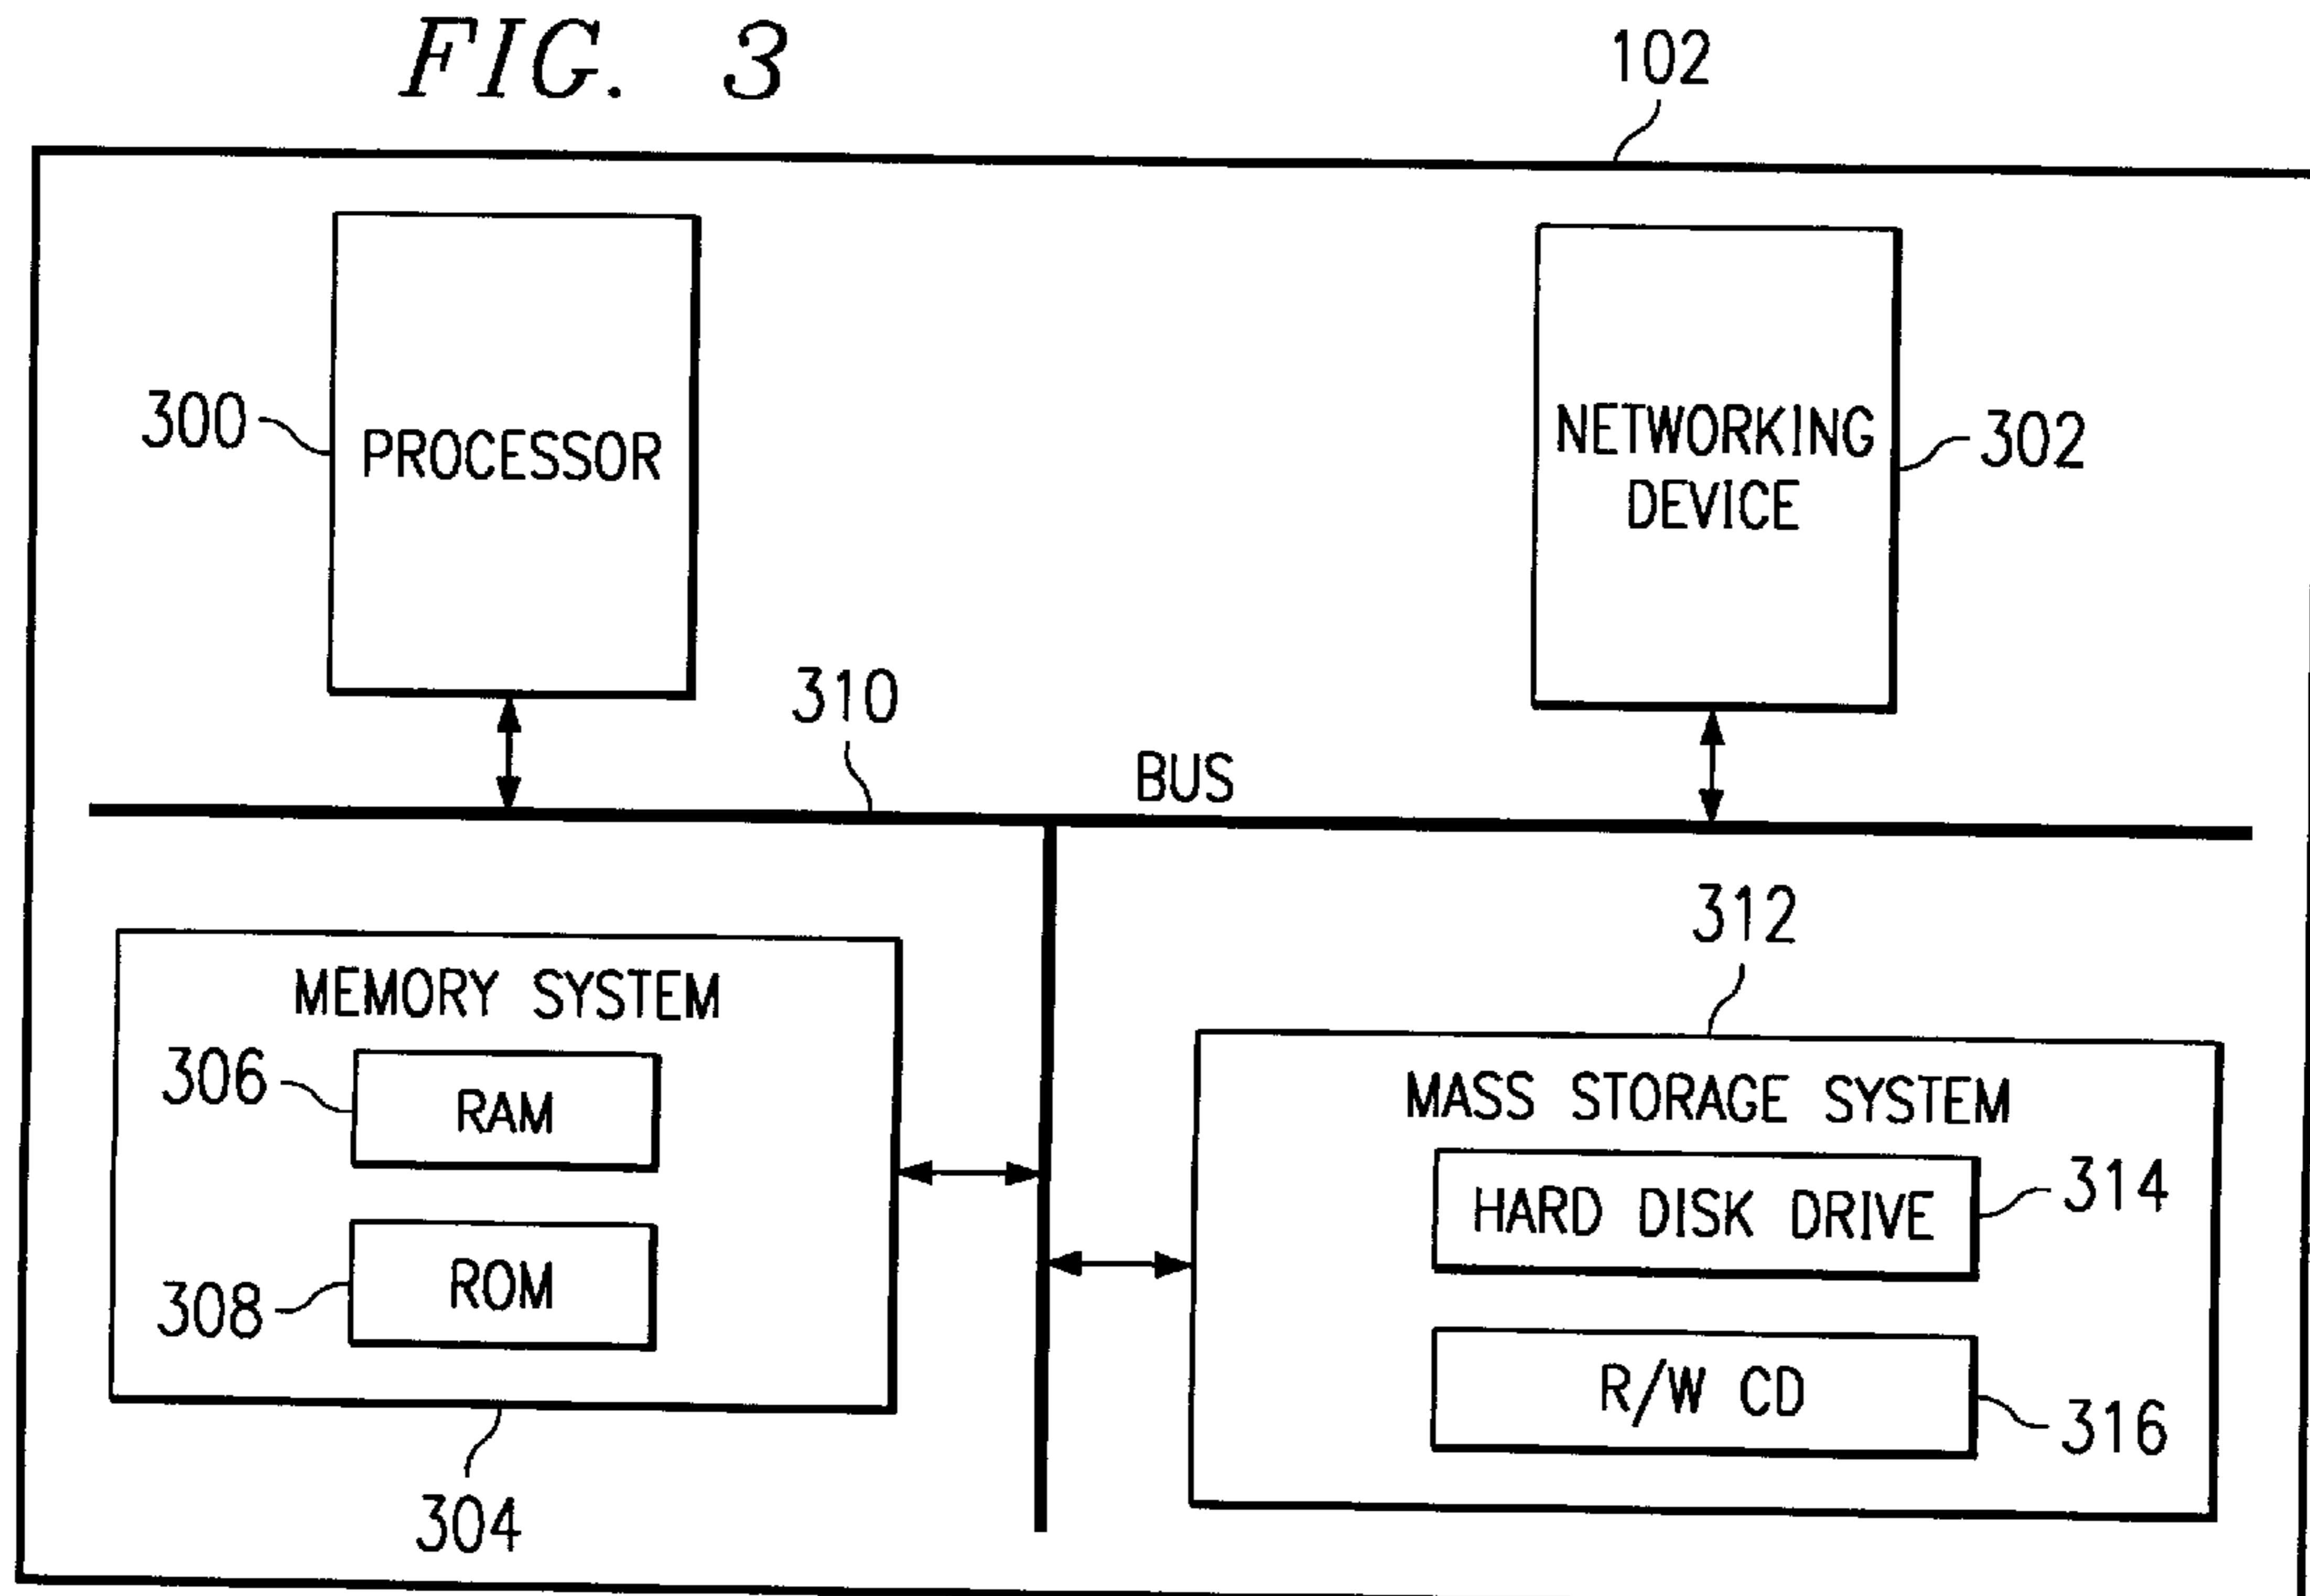 FIG. 3
102
300
PROCESSOR
NETWORKING
DEVICE
302
310
BUS
312
MEMORY SYSTEM
306
RAM
308
ROM
304
MASS STORAGE SYSTEM
HARD DISK DRIVE
314
R/W CD
316